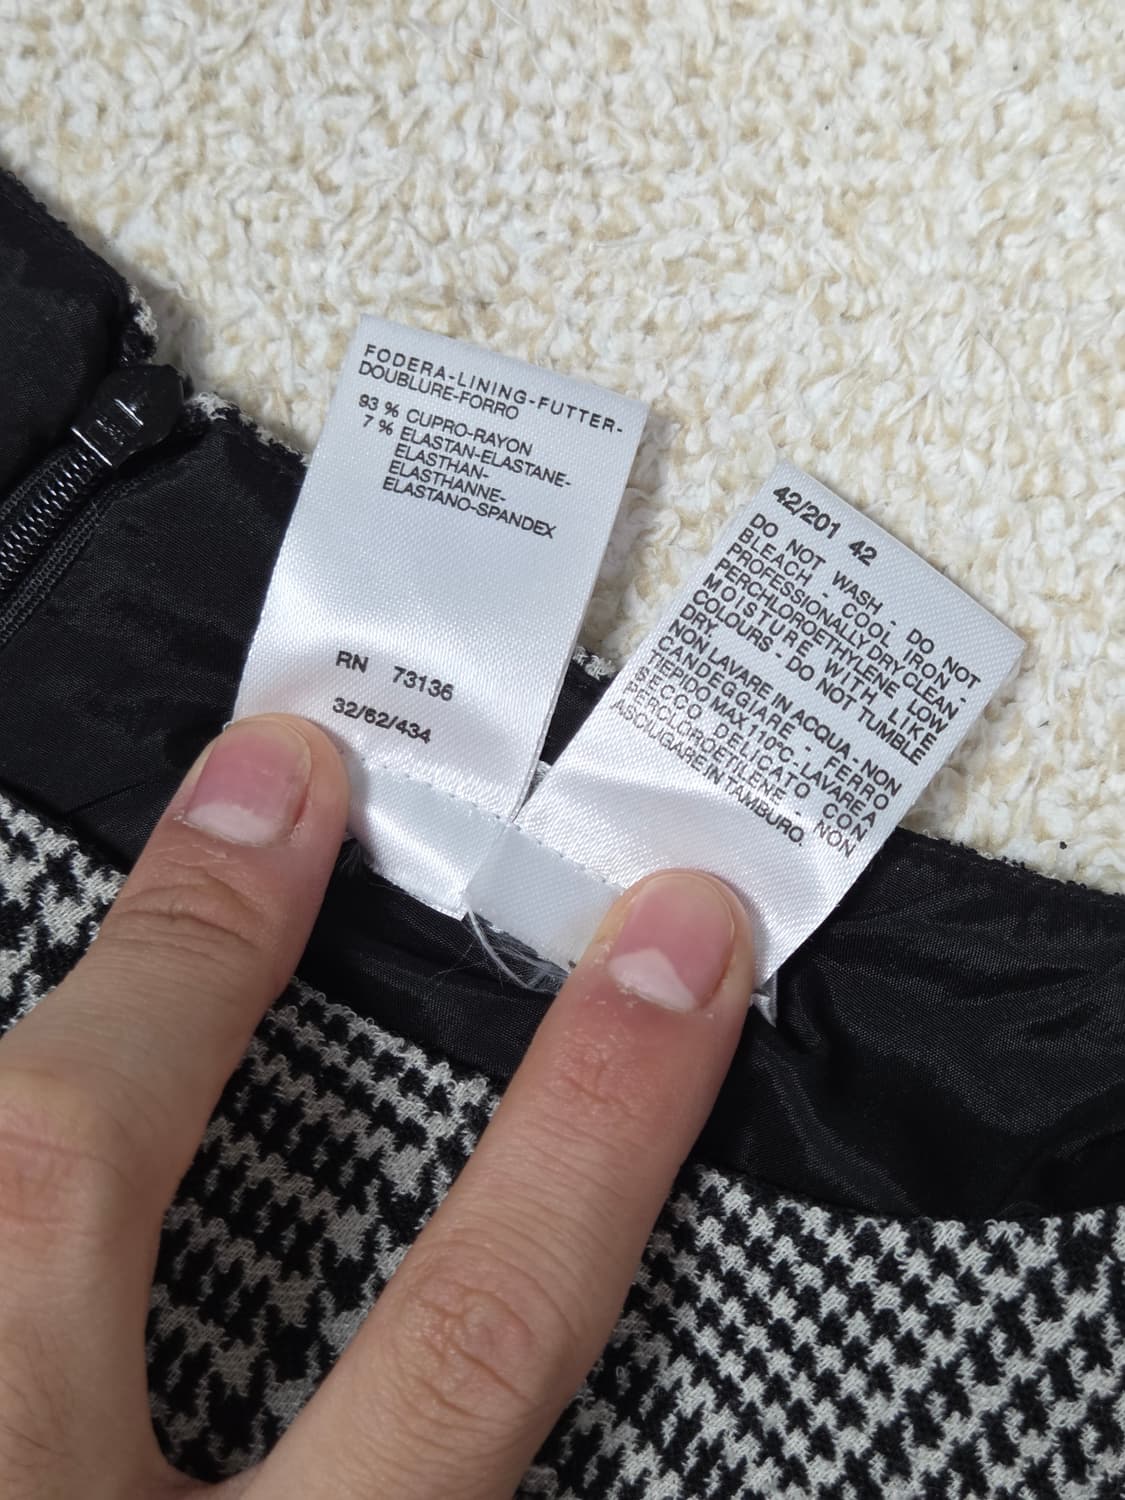 FODERA-LINING-FUTTER-
DOUBLURE-FORRO
93 % CUPRO-RAYON
7 % ELASTAN-ELASTANE-
ELASTHAN-
ELASTHANNE-
ELASTANO-SPANDEX
RN 73136
32/62/434
42/201 42
DO NOT WASH - DO NOT
BLEACH - COOL IRON -
PROFESSIONALLY DRY CLEAN -
PERCHLOROETHYLENE LOW
MOISTURE WITH LIKE
COLOURS - DO NOT TUMBLE
DRY.
NON LAVARE IN ACQUA - NON
CANDEGGIARE - FERRO
TIEPIDO MAX 110°C - LAVARE A
SECCO DELICATO CON
PERCLOROETILENE - NON
ASCIUGARE IN TAMBURO.